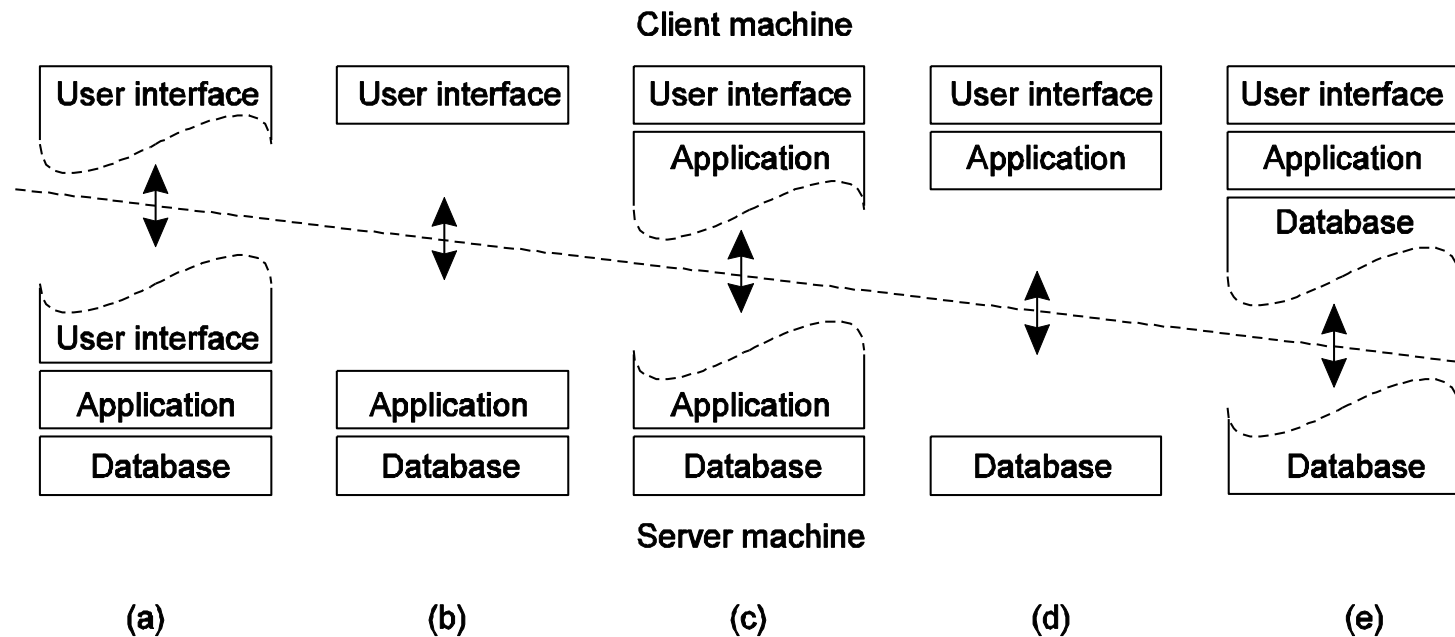 Client machine
User interface User interface User interface User interface User interface
Application Application Application
Database
User interface
Application Application Application
Database Database Database Database Database
Server machine
(a) (b) (c) (d) (e)